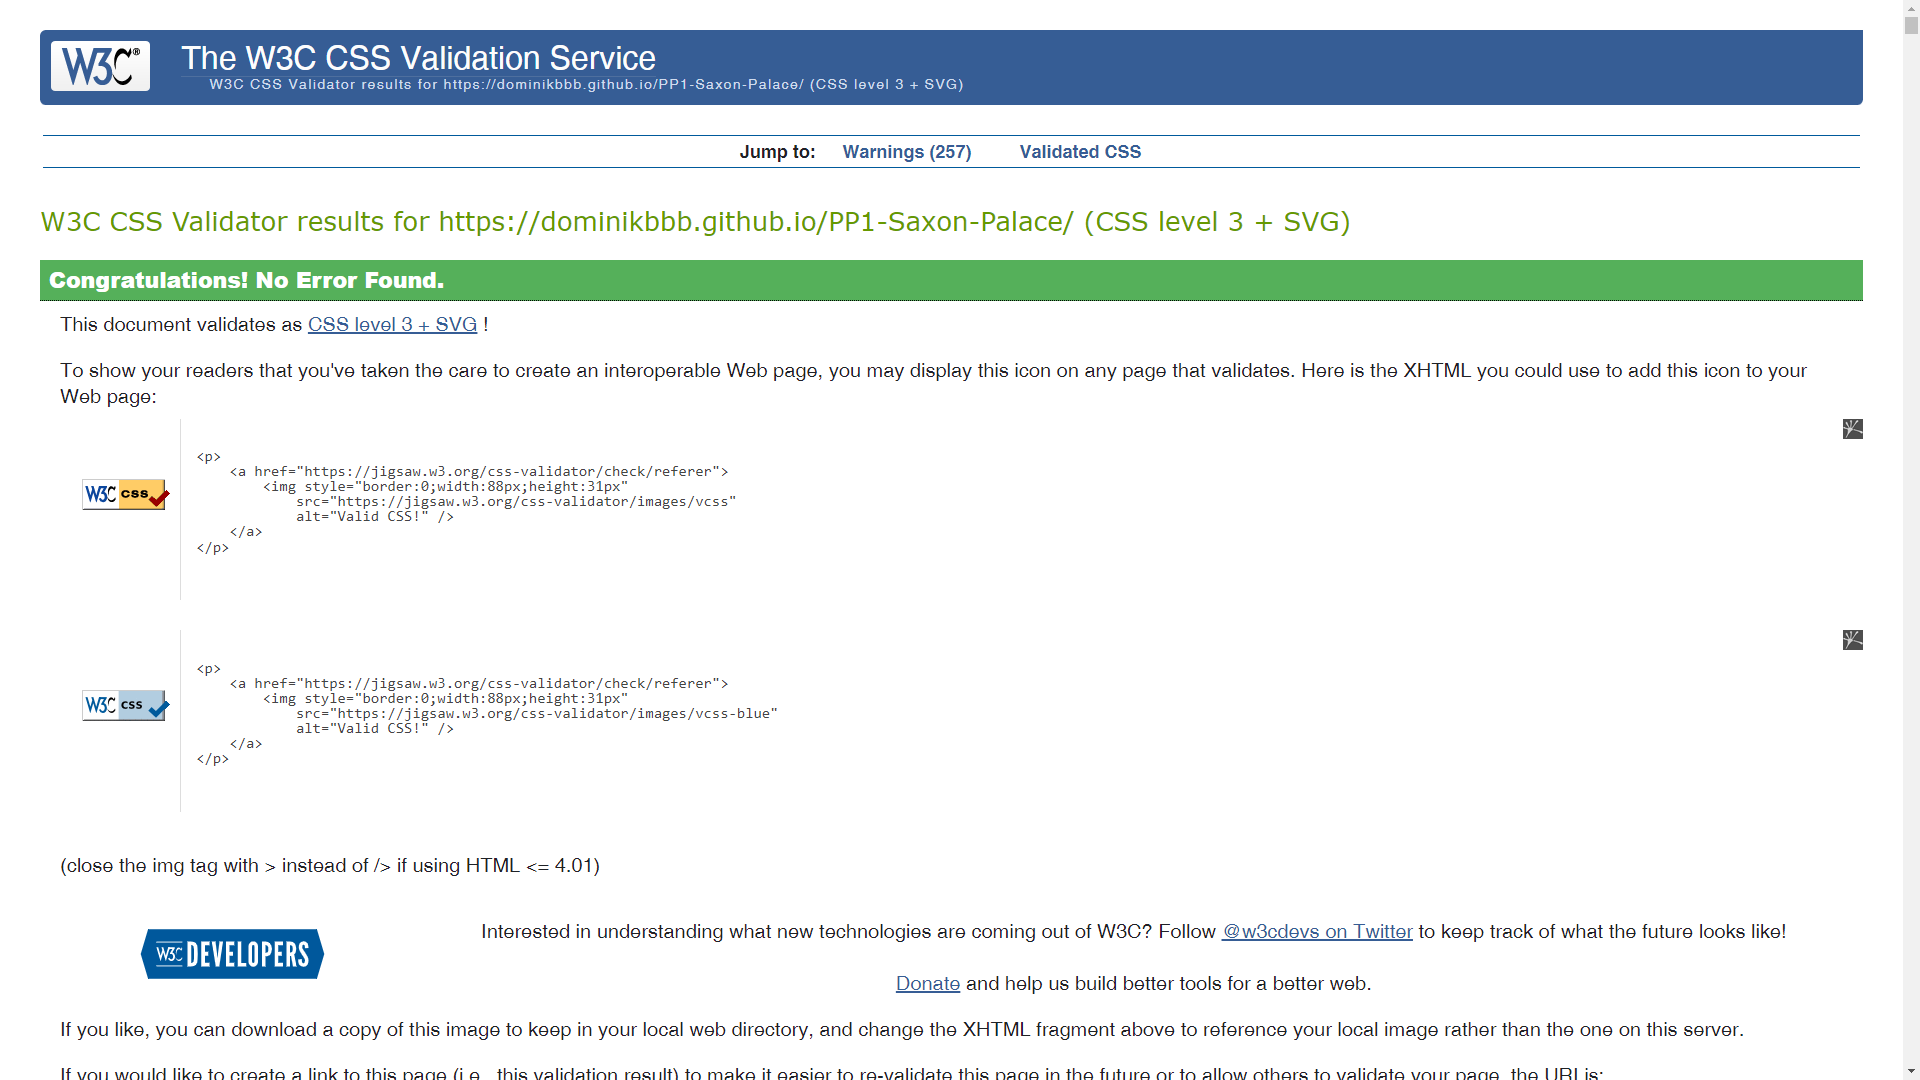 W3C®
The W3C CSS Validation Service
W3C CSS Validator results for https://dominikbbb.github.io/PP1-Saxon-Palace/ (CSS level 3 + SVG)
Jump to: Warnings (257) Validated CSS
W3C CSS Validator results for https://dominikbbb.github.io/PP1-Saxon-Palace/ (CSS level 3 + SVG)
Congratulations! No Error Found.
This document validates as CSS level 3 + SVG !
To show your readers that you've taken the care to create an interoperable Web page, you may display this icon on any page that validates. Here is the XHTML you could use to add this icon to your
Web page:
W3C css
<p>
<a href="https://jigsaw.w3.org/css-validator/check/referer">
<img style="border:0;width:88px;height:31px"
src="https://jigsaw.w3.org/css-validator/images/vcss"
alt="Valid CSS!" />
</a>
</p>
W3C css
<p>
<a href="https://jigsaw.w3.org/css-validator/check/referer">
<img style="border:0;width:88px;height:31px"
src="https://jigsaw.w3.org/css-validator/images/vcss-blue"
alt="Valid CSS!" />
</a>
</p>
(close the img tag with > instead of /> if using HTML <= 4.01)
W3C DEVELOPERS
Interested in understanding what new technologies are coming out of W3C? Follow @w3cdevs on Twitter to keep track of what the future looks like!
Donate and help us build better tools for a better web.
If you like, you can download a copy of this image to keep in your local web directory, and change the XHTML fragment above to reference your local image rather than the one on this server.
If you would like to create a link to this page (i.e., this validation result) to make it easier to re-validate this page in the future or to allow others to validate your page, the URI is: